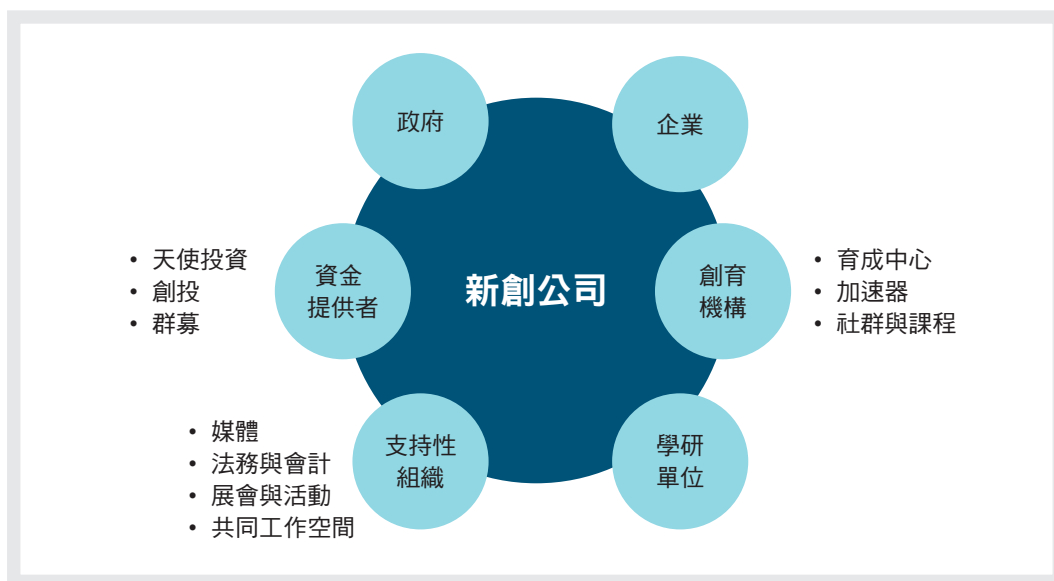 政府
企業
• 天使投資
• 創投
• 群募
資金
提供者
新創公司
創育
機構
• 育成中心
• 加速器
• 社群與課程
• 媒體
• 法務與會計
• 展會與活動
• 共同工作空間
支持性
組織
學研
單位